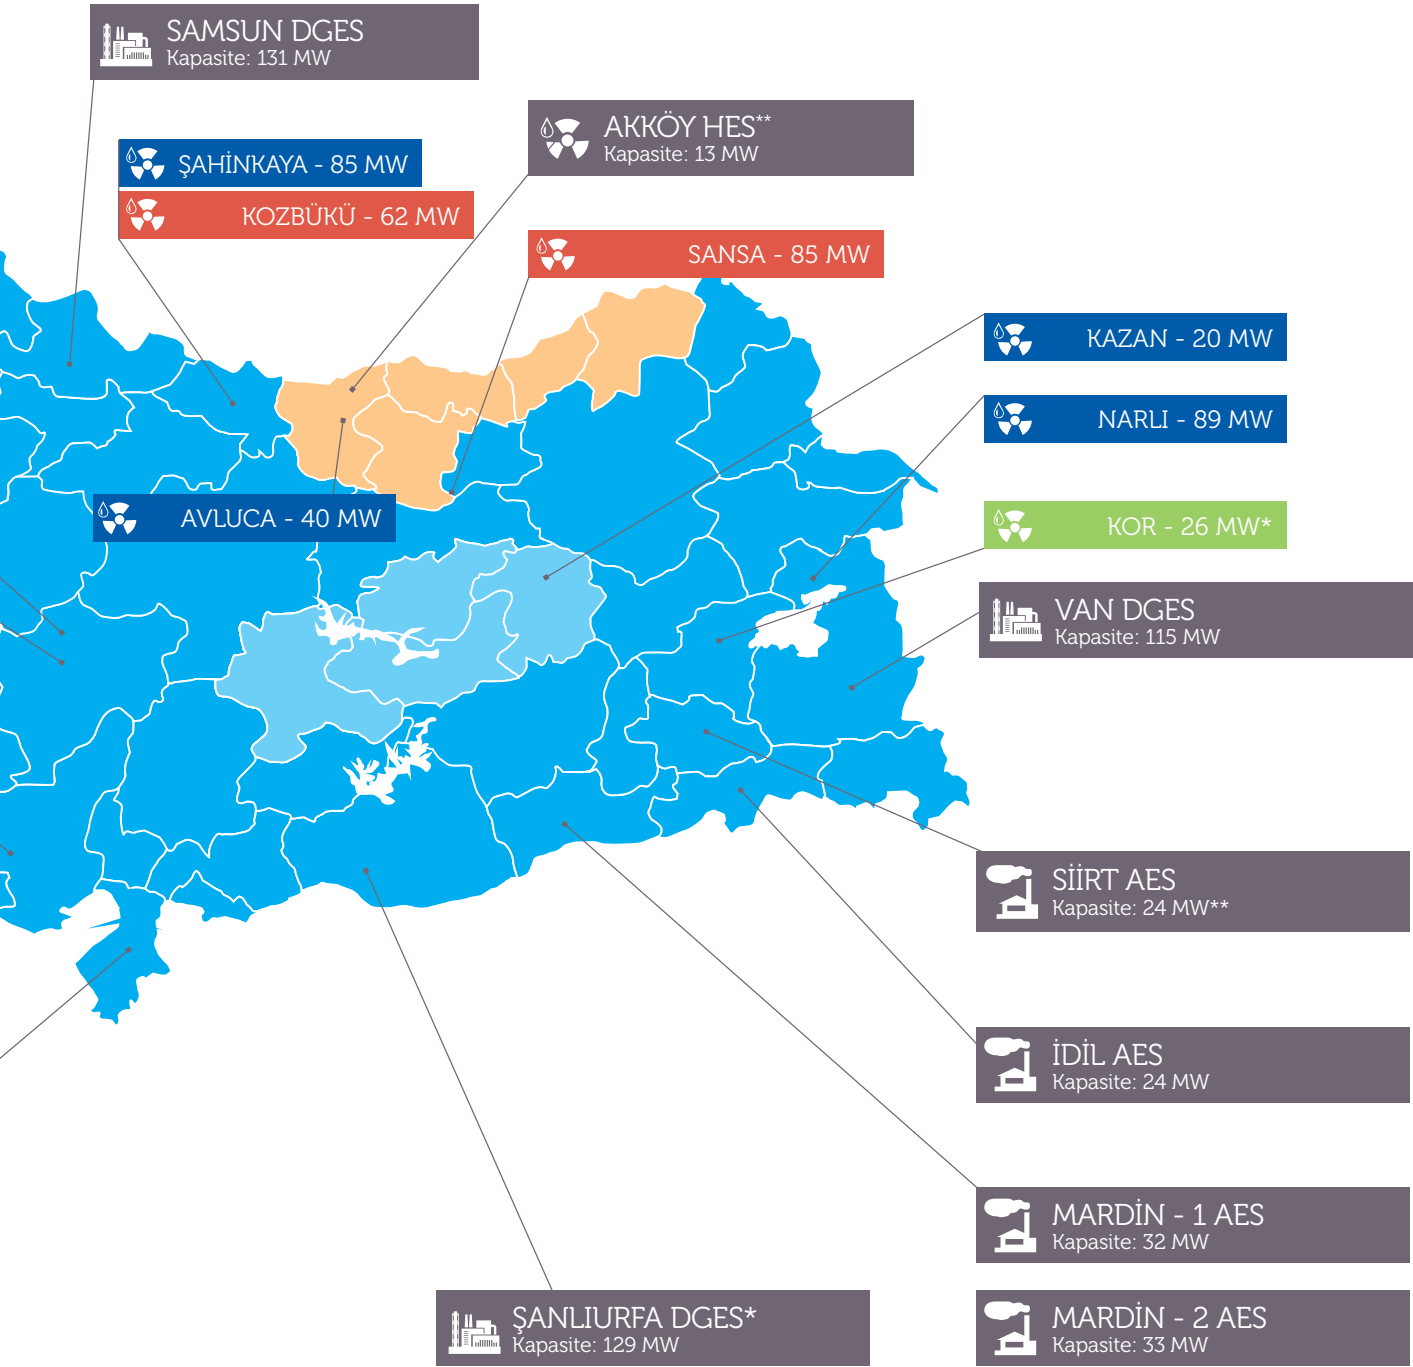 SAMSUN DGES
Kapasite: 131 MW
AKKÖY HES**
Kapasite: 13 MW
ŞAHİNKAYA - 85 MW
KOZBÜKÜ - 62 MW
SANSA - 85 MW
KAZAN - 20 MW
NARLI - 89 MW
AVLUCA - 40 MW
KOR - 26 MW*
VAN DGES
Kapasite: 115 MW
SİİRT AES
Kapasite: 24 MW**
İDİL AES
Kapasite: 24 MW
MARDİN - 1 AES
Kapasite: 32 MW
ŞANLIURFA DGES*
Kapasite: 129 MW
MARDİN - 2 AES
Kapasite: 33 MW